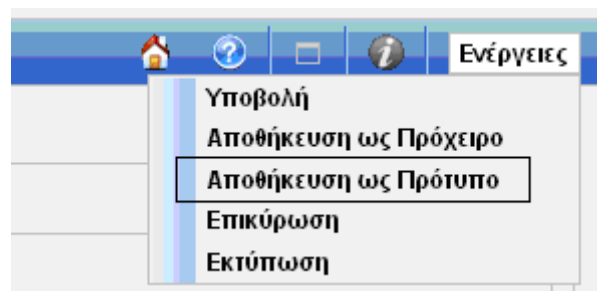 Ενέργειες
Υποβολή
Αποθήκευση ως Πρόχειρο
Αποθήκευση ως Πρότυπο
Επικύρωση
Εκτύπωση